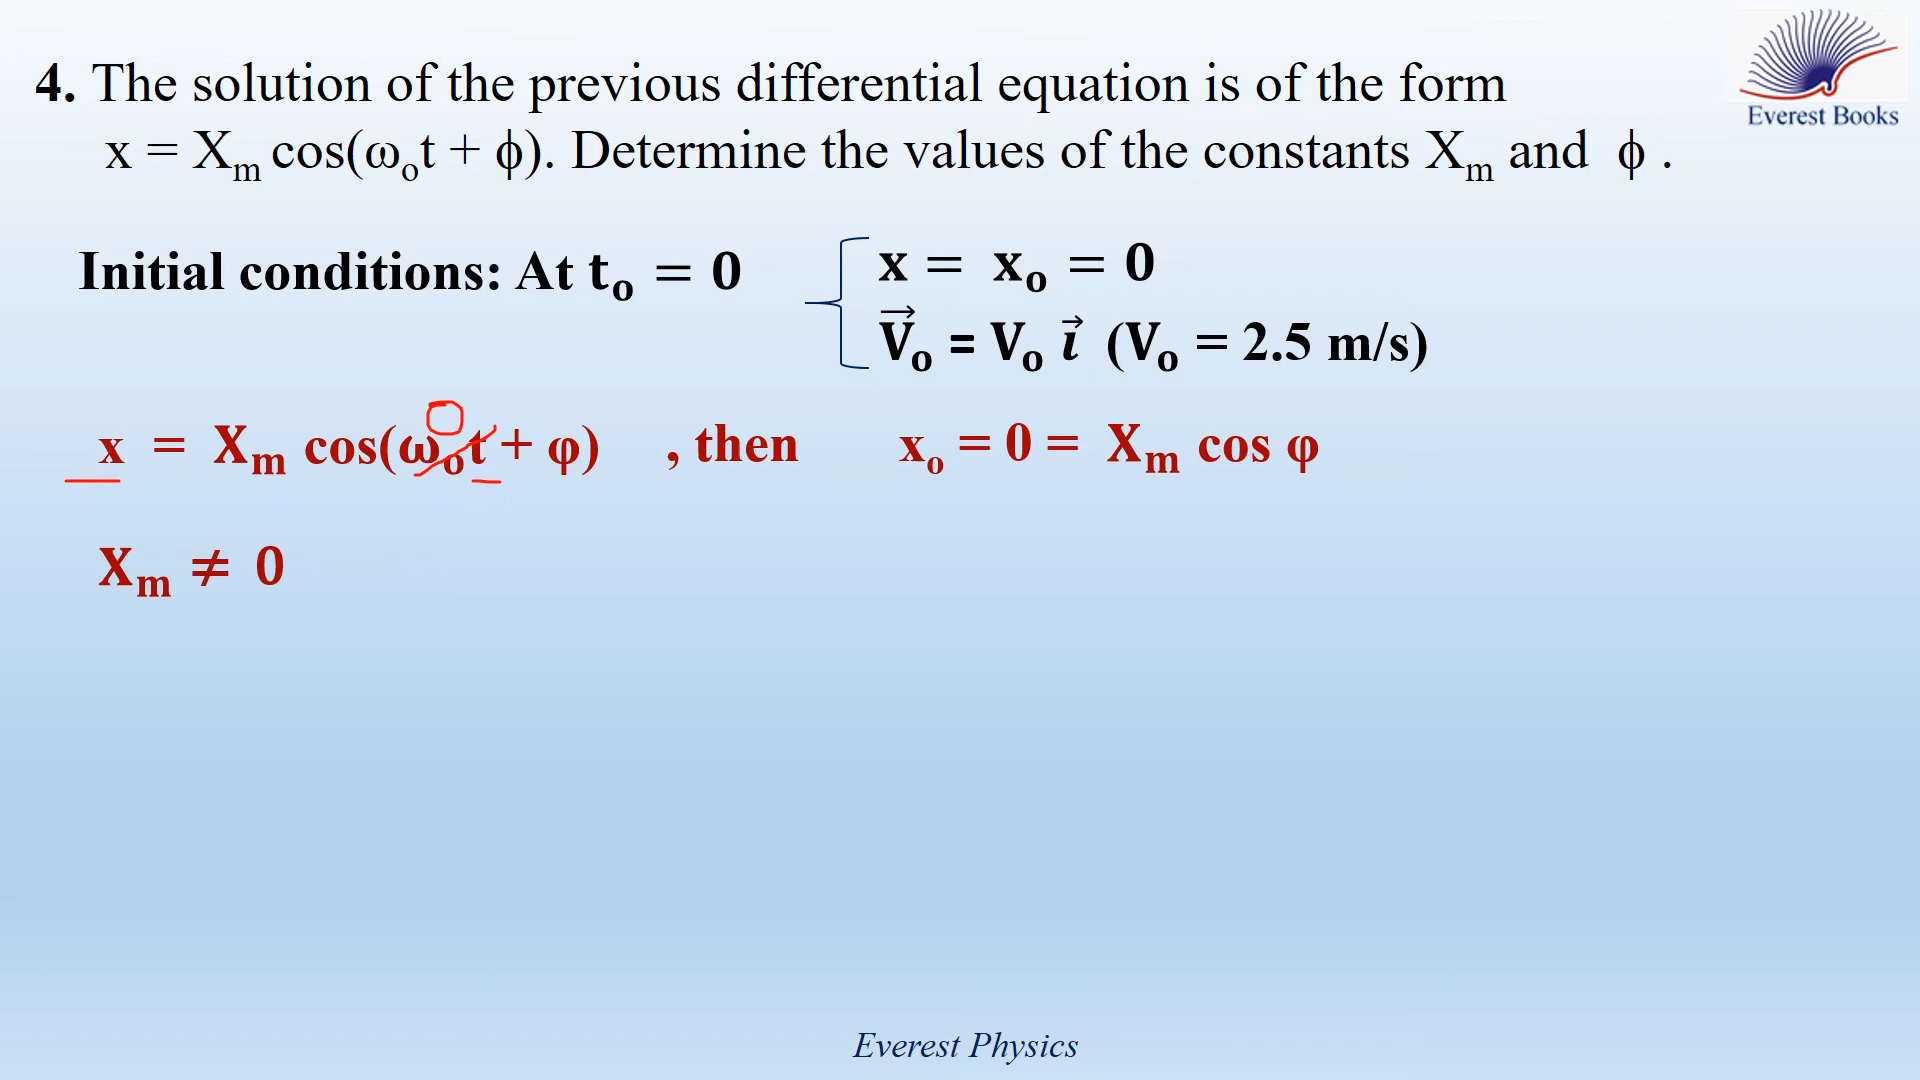 4. The solution of the previous differential equation is of the form
x = Xₘ cos(ωₒt + ϕ). Determine the values of the constants Xₘ and ϕ .
Everest Books
Initial conditions: At tₒ = 0
x = xₒ = 0
V⃗ₒ = Vₒ i⃗ (Vₒ = 2.5 m/s)
0
x = Xₘ cos(ωₒt + φ) , then xₒ = 0 = Xₘ cos φ
Xₘ ≠ 0
Everest Physics